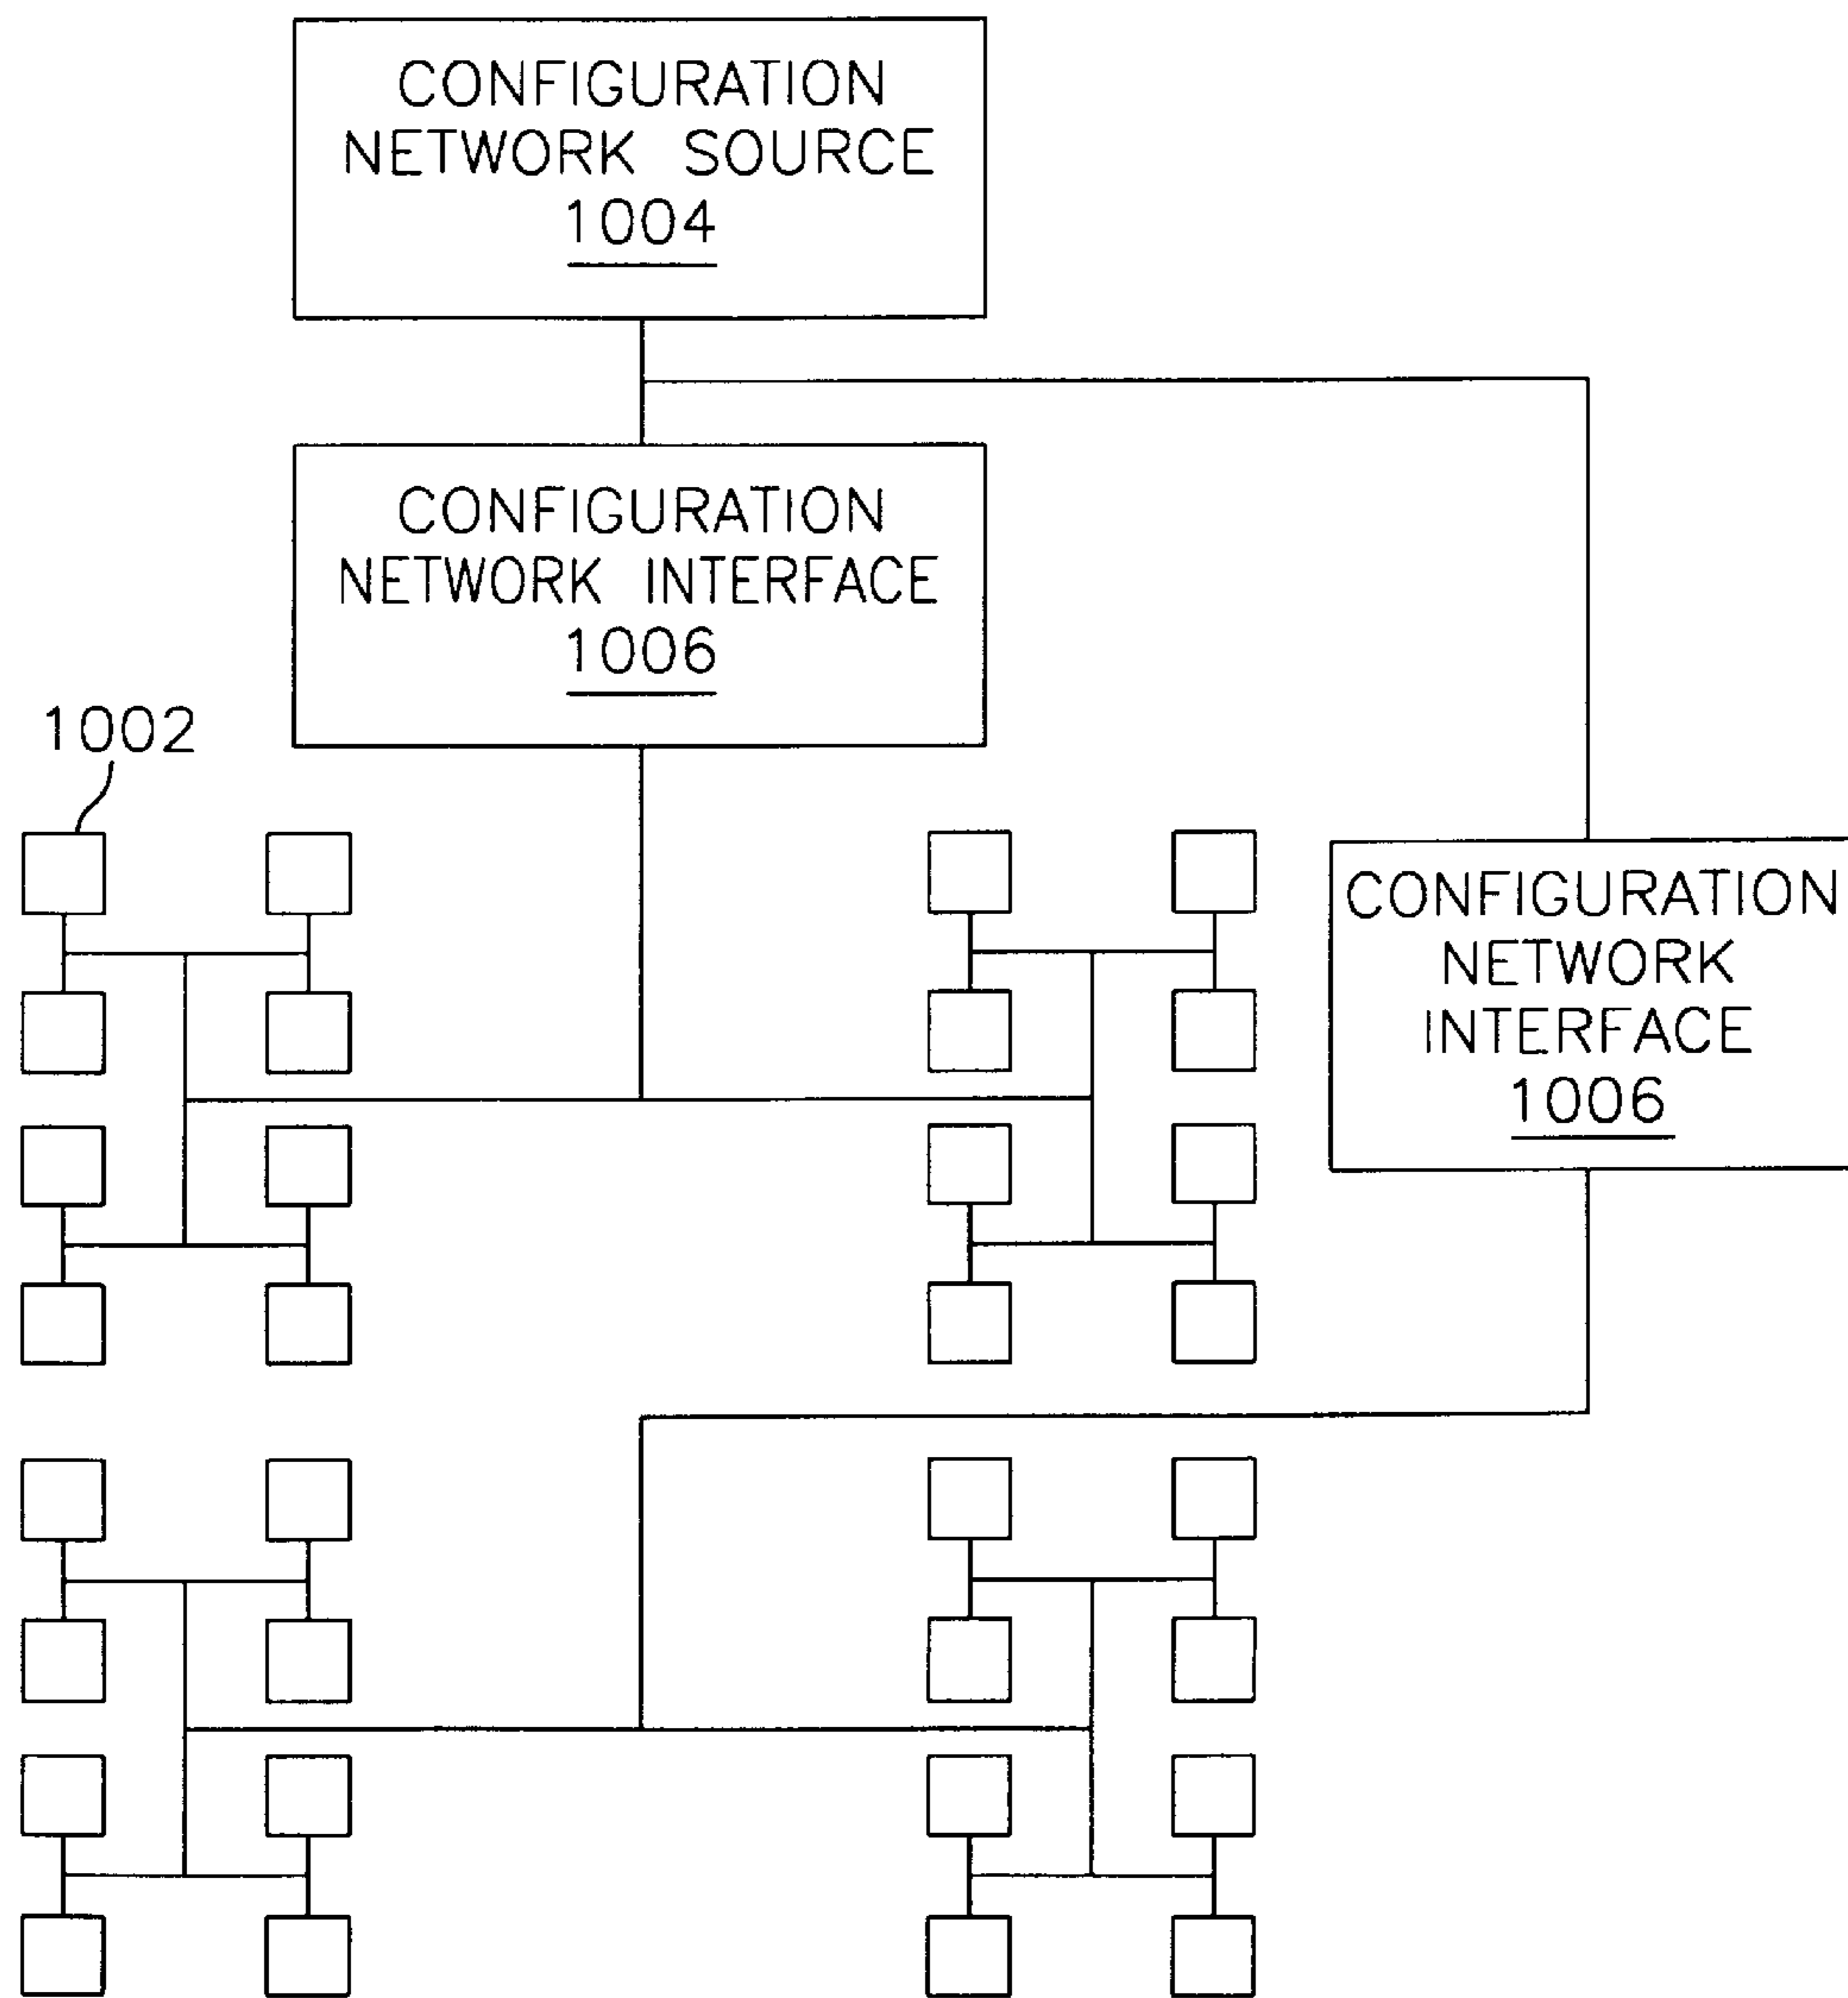 CONFIGURATION
NETWORK SOURCE
1004
CONFIGURATION
NETWORK INTERFACE
1006
1002
CONFIGURATION
NETWORK
INTERFACE
1006